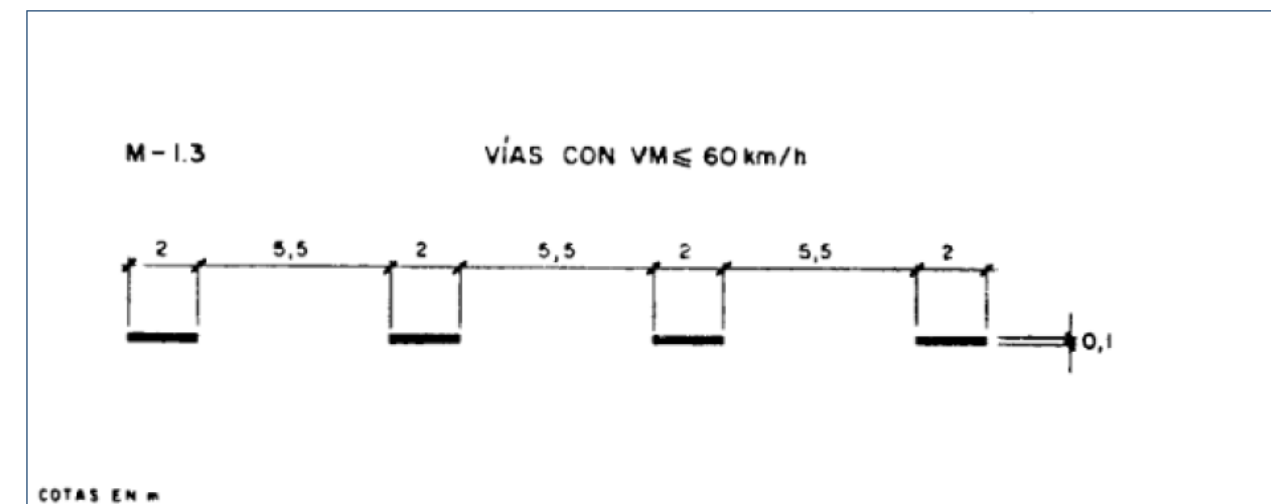 M-1.3 VÍAS CON VM ≤ 60 km/h
2 5,5 2 5,5 2 5,5 2
0,1
COTAS EN m